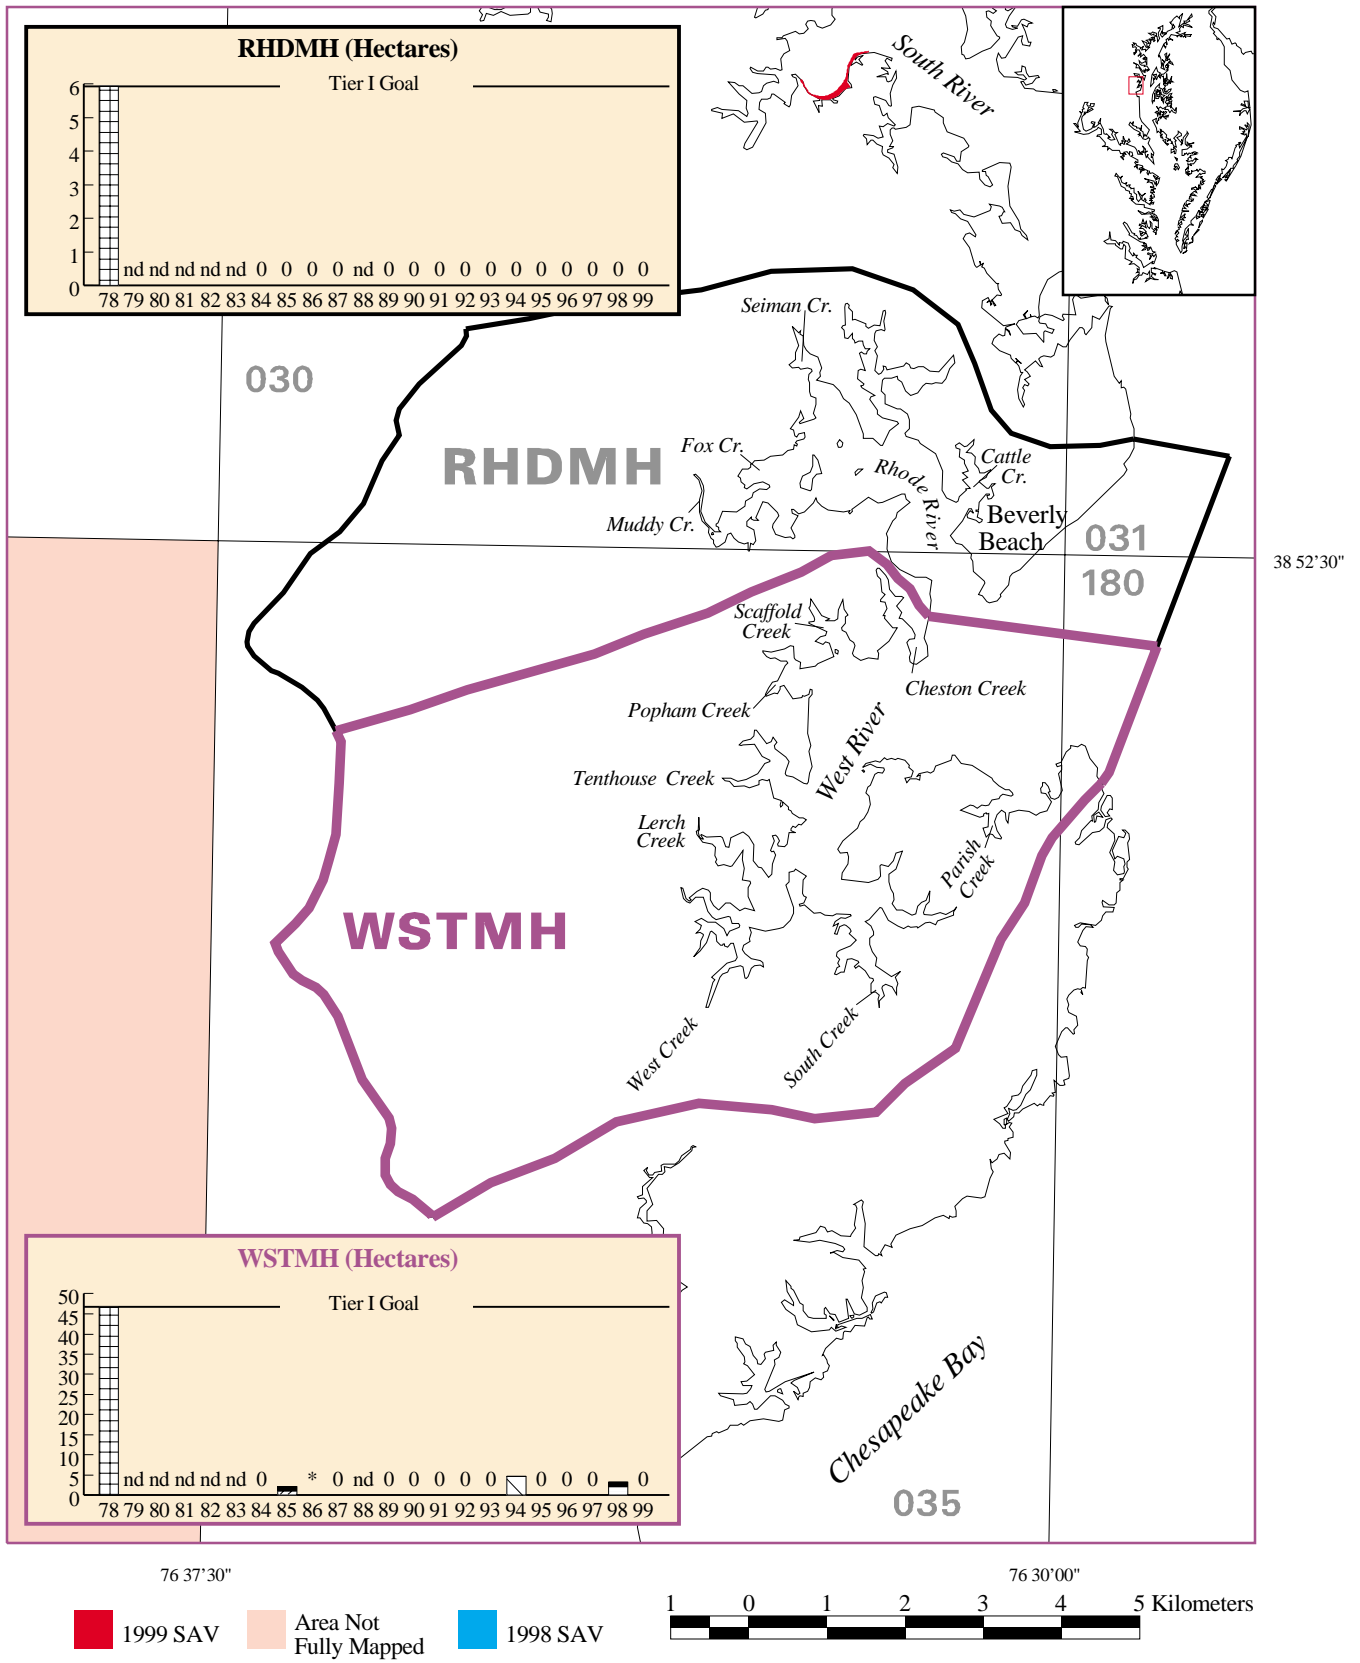 RHDMH (Hectares)
Tier I Goal
6
5
4
3
2
1
0
nd nd nd nd nd 0 0 0 0 nd 0 0 0 0 0 0 0 0 0 0 0
78 79 80 81 82 83 84 85 86 87 88 89 90 91 92 93 94 95 96 97 98 99
South River
Seiman Cr.
030
RHDMH
Fox Cr.
Rhode River
Cattle
Cr.
Muddy Cr.
Beverly
Beach
031
38 52'30"
180
Scaffold
Creek
Cheston Creek
Popham Creek
West River
Tenthouse Creek
Lerch
Creek
Parish
Creek
WSTMH
West Creek
South Creek
WSTMH (Hectares)
Tier I Goal
50
45
40
35
30
25
20
15
10
5
0
nd nd nd nd nd 0 * 0 nd 0 0 0 0 0 0 0 0 0
78 79 80 81 82 83 84 85 86 87 88 89 90 91 92 93 94 95 96 97 98 99
Chesapeake Bay
035
76 37'30"
76 30'00"
1999 SAV
Area Not
Fully Mapped
1998 SAV
1 0 1 2 3 4 5 Kilometers